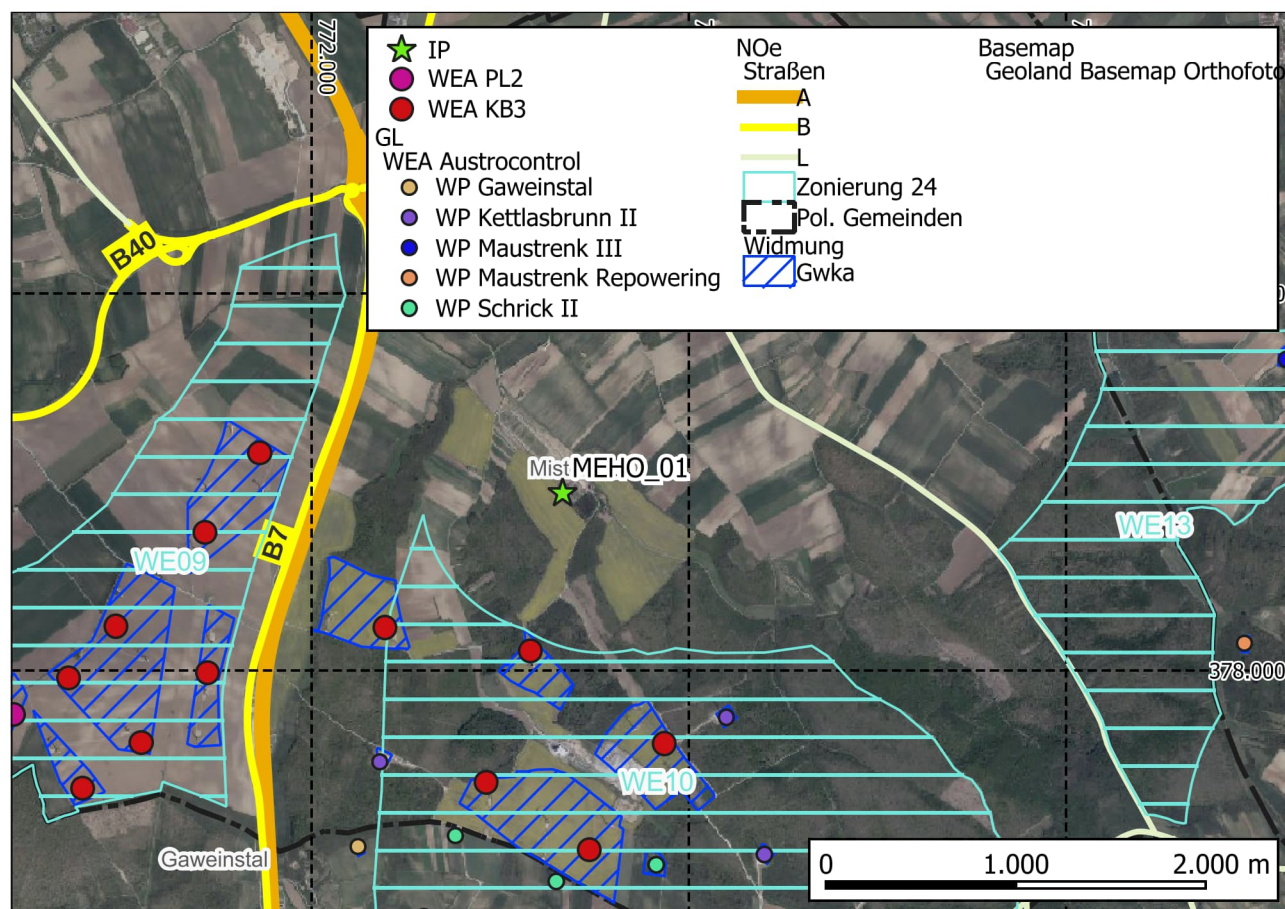 772.000
IP
WEA PL2
WEA KB3
GL
WEA Austrocontrol
WP Gaweinstal
WP Kettlasbrunn II
WP Maustrenk III
WP Maustrenk Repowering
WP Schrick II
NOe
Straßen
A
B
L
Zonierung 24
Pol. Gemeinden
Widmung
Gwka
Basemap
Geoland Basemap Orthofoto
B40
Mist MEHO_01
B7
WE09
WE13
378.000
WE10
Gaweinstal
0 1.000 2.000 m